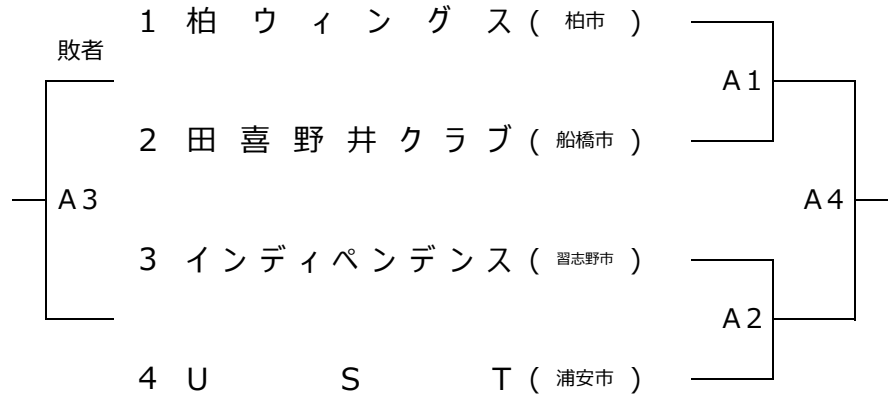 1 柏ウィングス ( 柏市 )
敗者
A1
2 田喜野井クラブ ( 船橋市 )
A3
A4
3 インディペンデンス ( 習志野市 )
A2
4 UST ( 浦安市 )